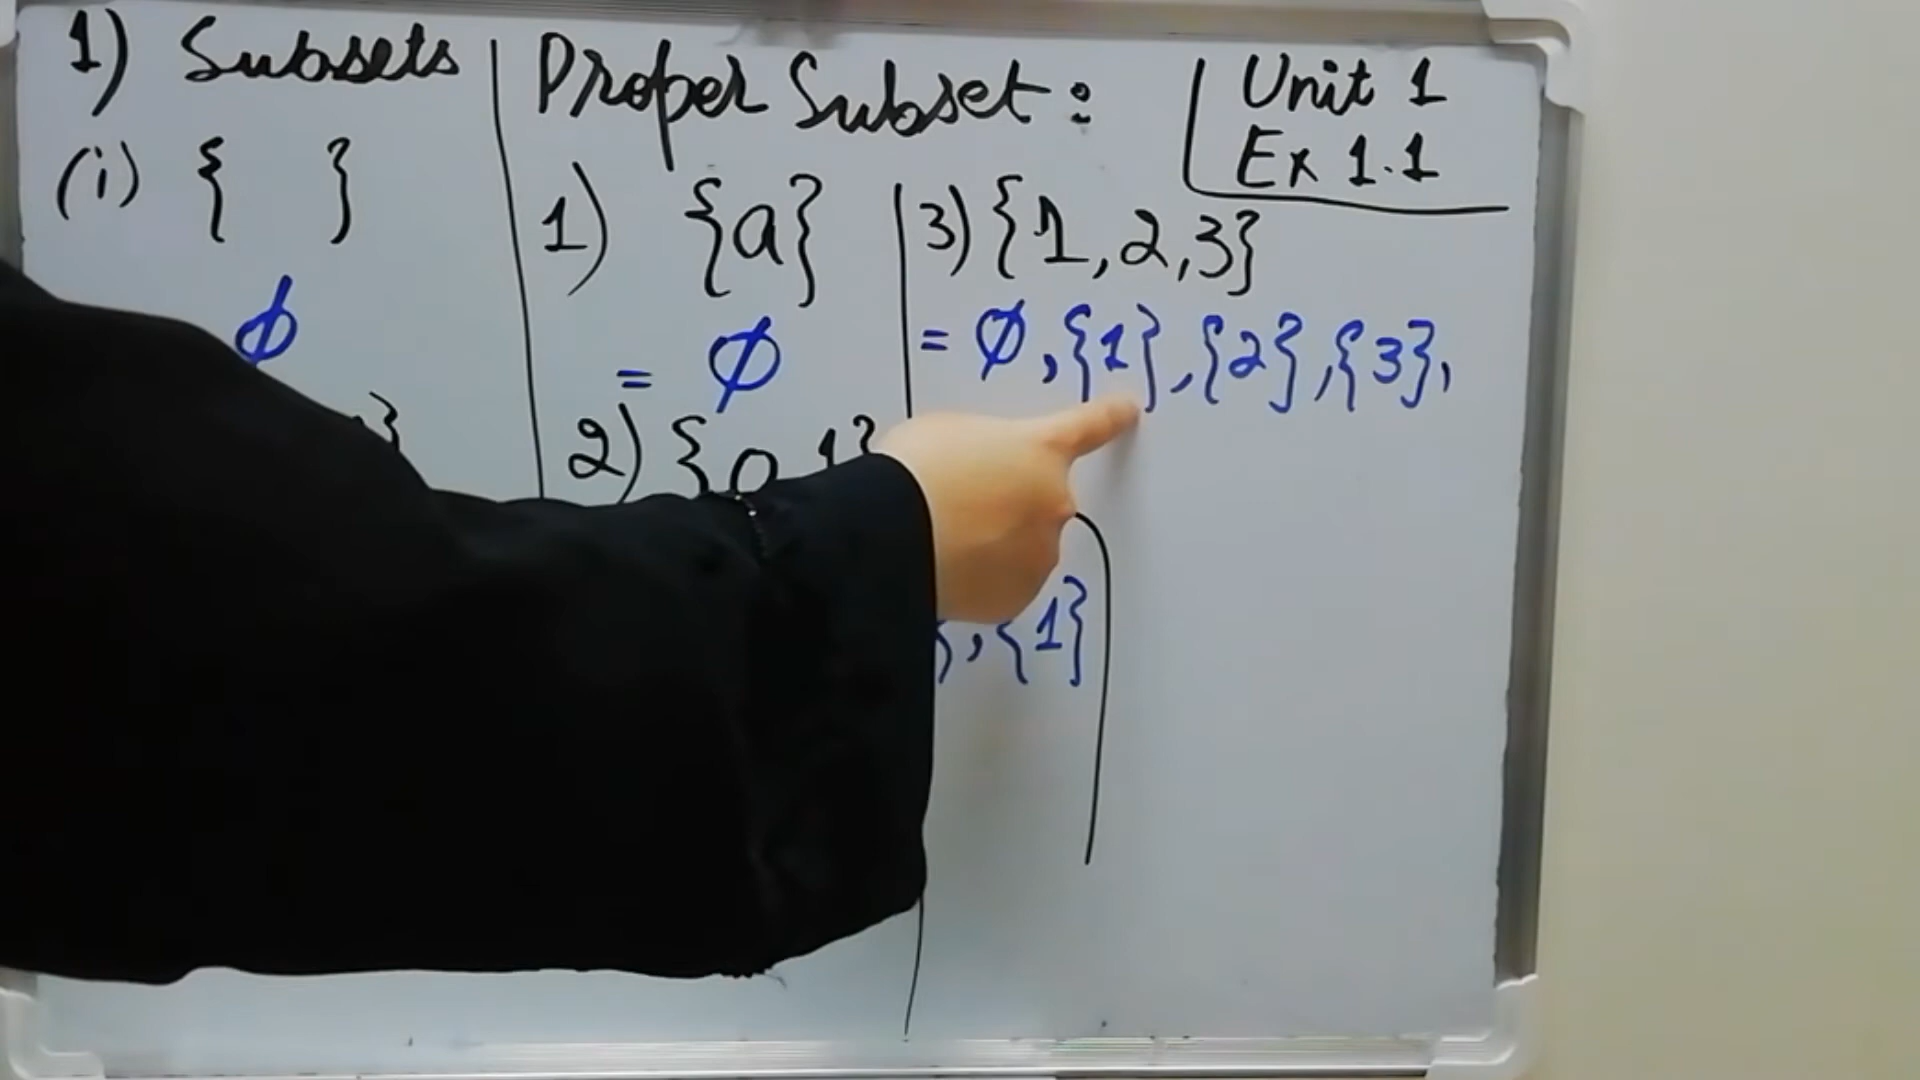 1) Subsets
(i) { }
ϕ
}
Proper Subset :
1) {a}
= ϕ
2) {0,1}
, {1}
Unit 1
Ex 1.1
3) {1,2,3}
= ϕ, {1}, {2}, {3},